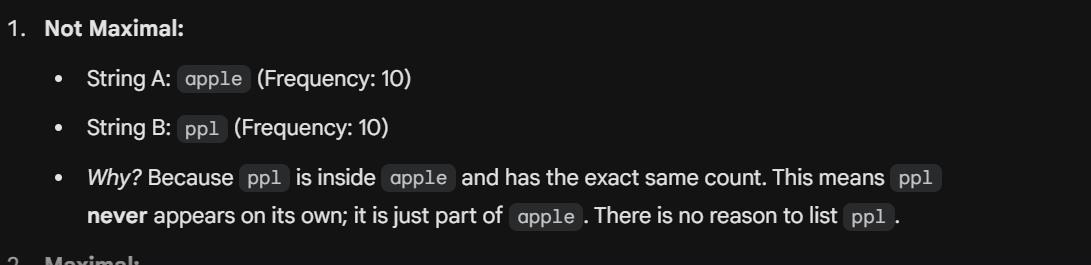 1. Not Maximal:
• String A: apple (Frequency: 10)
• String B: ppl (Frequency: 10)
• Why? Because ppl is inside apple and has the exact same count. This means ppl
never appears on its own; it is just part of apple. There is no reason to list ppl.
2. Maximal: